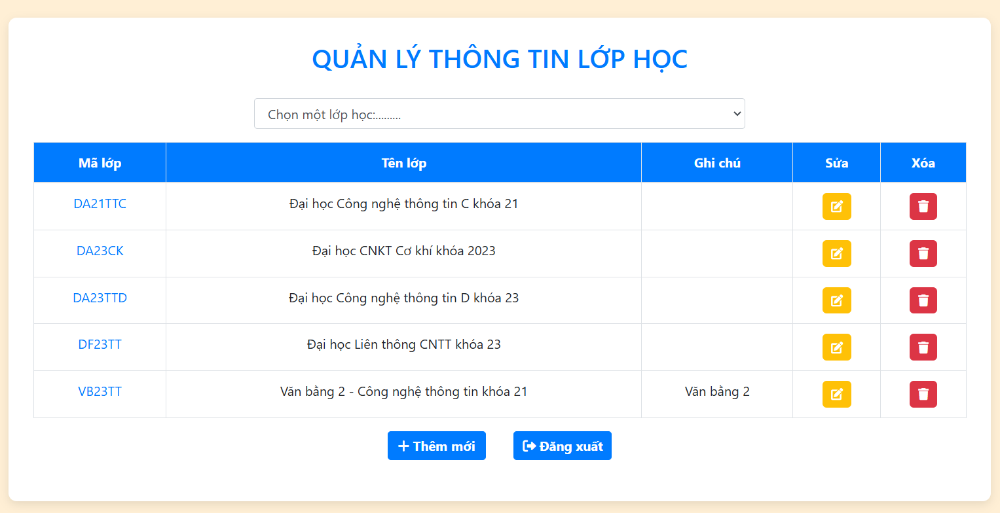 QUẢN LÝ THÔNG TIN LỚP HỌC
Chọn một lớp học:.........
Mã lớp Tên lớp Ghi chú Sửa Xóa
DA21TTC Đại học Công nghệ thông tin C khóa 21
DA23CK Đại học CNKT Cơ khí khóa 2023
DA23TTD Đại học Công nghệ thông tin D khóa 23
DF23TT Đại học Liên thông CNTT khóa 23
VB23TT Văn bằng 2 - Công nghệ thông tin khóa 21 Văn bằng 2
Thêm mới Đăng xuất